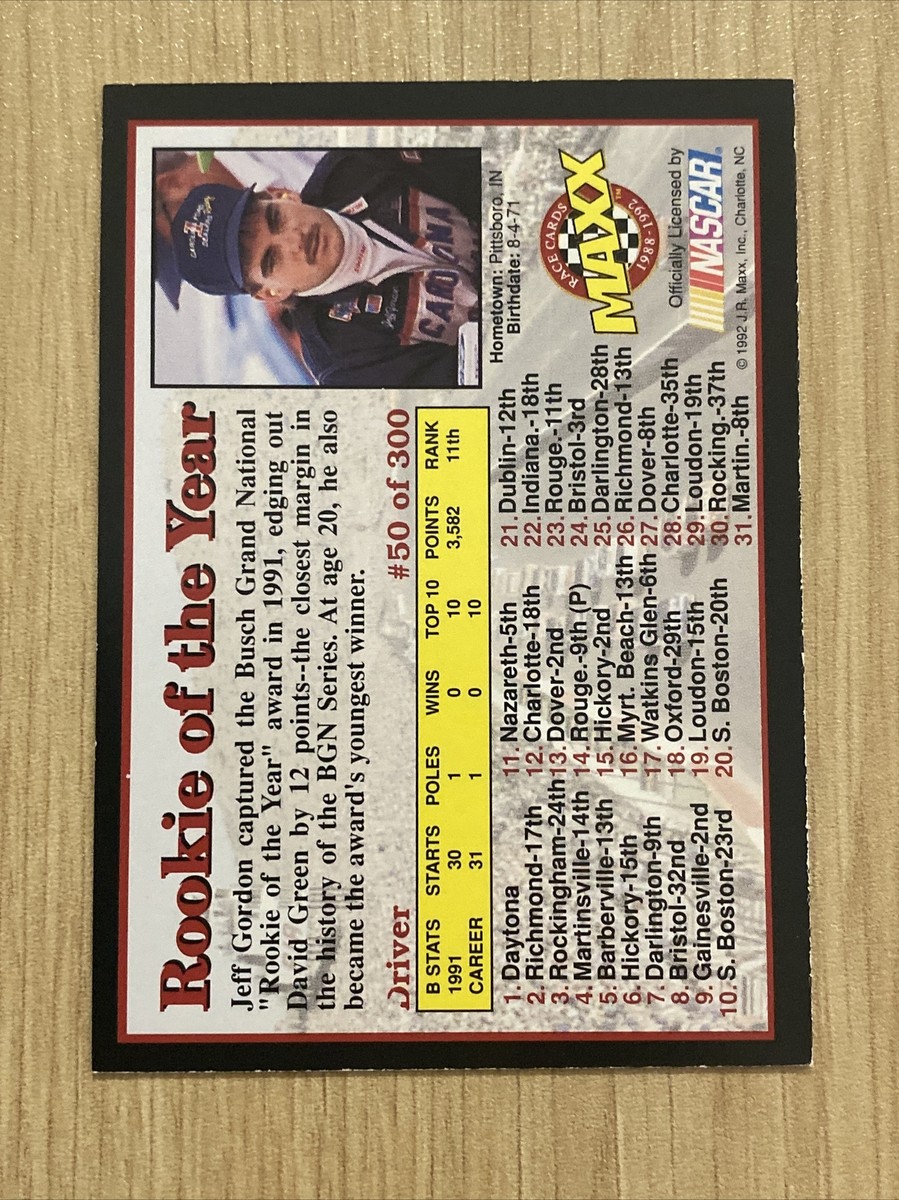 Rookie of the Year
Jeff Gordon captured the Busch Grand National
"Rookie of the Year" award in 1991, edging out
David Green by 12 points--the closest margin in
the history of the BGN Series. At age 20, he also
became the award's youngest winner.
Driver #50 of 300
B STATS STARTS POLES WINS TOP 10 POINTS RANK
1991 30 1 0 10 3,582 11th
CAREER 31 1 0 10
1. Daytona
2. Richmond-17th
3. Rockingham-24th
4. Martinsville-14th
5. Barberville-13th
6. Hickory-15th
7. Darlington-9th
8. Bristol-32nd
9. Gainesville-2nd
10. S. Boston-23rd
11. Nazareth-5th
12. Charlotte-18th
13. Dover-2nd
14. Rouge.-9th (P)
15. Hickory-2nd
16. Myrt. Beach-13th
17. Watkins Glen-6th
18. Oxford-29th
19. Loudon-15th
20. S. Boston-20th
21. Dublin-12th
22. Indiana.-18th
23. Rouge.-11th
24. Bristol-3rd
25. Darlington-28th
26. Richmond-13th
27. Dover-8th
28. Charlotte-35th
29. Loudon-19th
30. Rocking.-37th
31. Martin.-8th
CAROLINA
Hometown: Pittsboro, IN
Birthdate: 8-4-71
RACE CARDS
MAXX™
1988-1992
Officially Licensed by
NASCAR®
© 1992 J.R. Maxx, Inc., Charlotte, NC